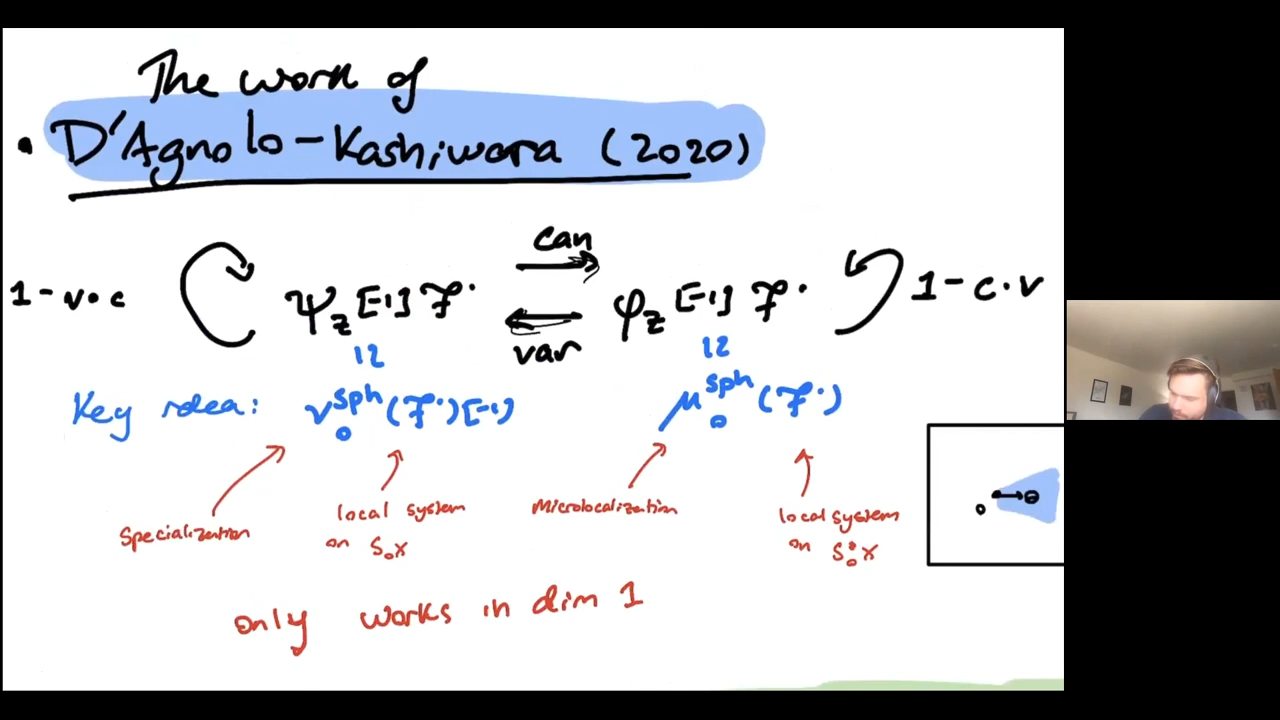 The work of
• D'Agnolo-Kashiwara (2020)
can
1-v∘c ψ_z[-1]F• φ_z[-1]F• 1-c∘v
var
Key idea: ν_0^sph(F•)[-1] μ_0^sph(F•)
Specialization local system on S_0X Microlocalization local system on S_0^*X
0 θ
only works in dim 1